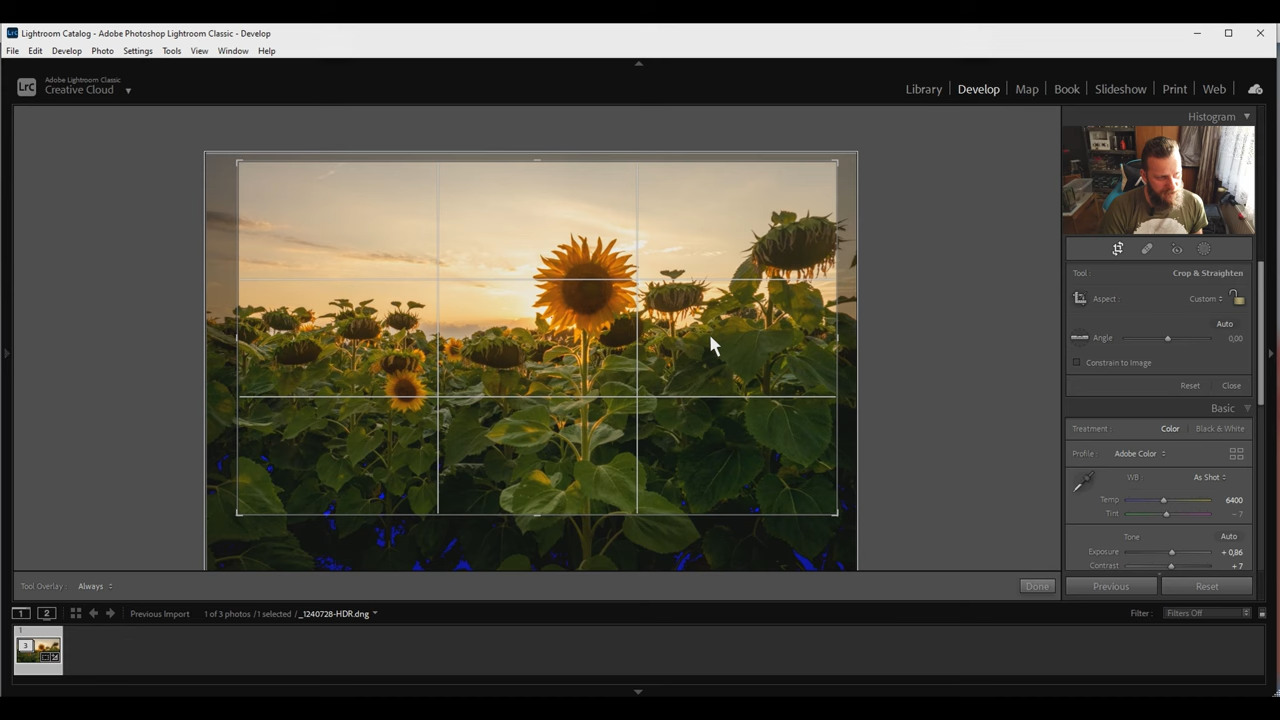 Lightroom Catalog - Adobe Photoshop Lightroom Classic - Develop
File Edit Develop Photo Settings Tools View Window Help
Adobe Lightroom Classic
Creative Cloud
Library Develop Map Book Slideshow Print Web
Histogram
Tool : Crop & Straighten
Aspect : Custom
Auto
Angle 0,00
Constrain to Image
Reset Close
Basic
Treatment : Color Black & White
Profile : Adobe Color
WB : As Shot
Temp 6400
Tint - 7
Tone Auto
Exposure + 0,86
Contrast + 7
Tool Overlay : Always
Done
Previous Reset
1 2 Previous Import 1 of 3 photos / 1 selected / _1240728-HDR.dng
Filter : Filters Off
1
3